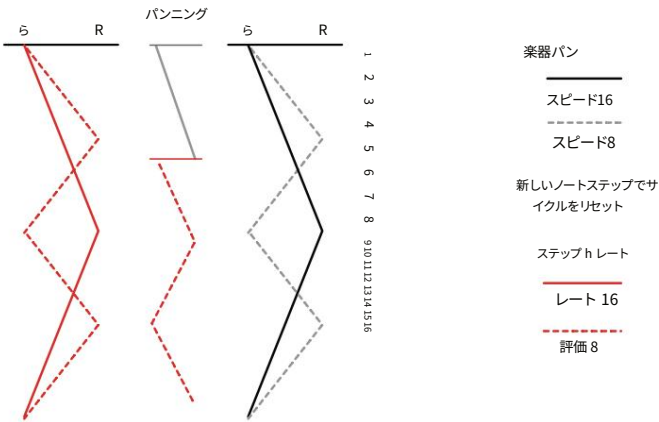 パンニング
ら R
ら R
1
2
3
4
5
6
7
8
9 10 11 12 13 14 15 16
楽器パン
スピード16
スピード8
新しいノートステップでサ
イクルをリセット
ステップ h レート
レート 16
評価 8